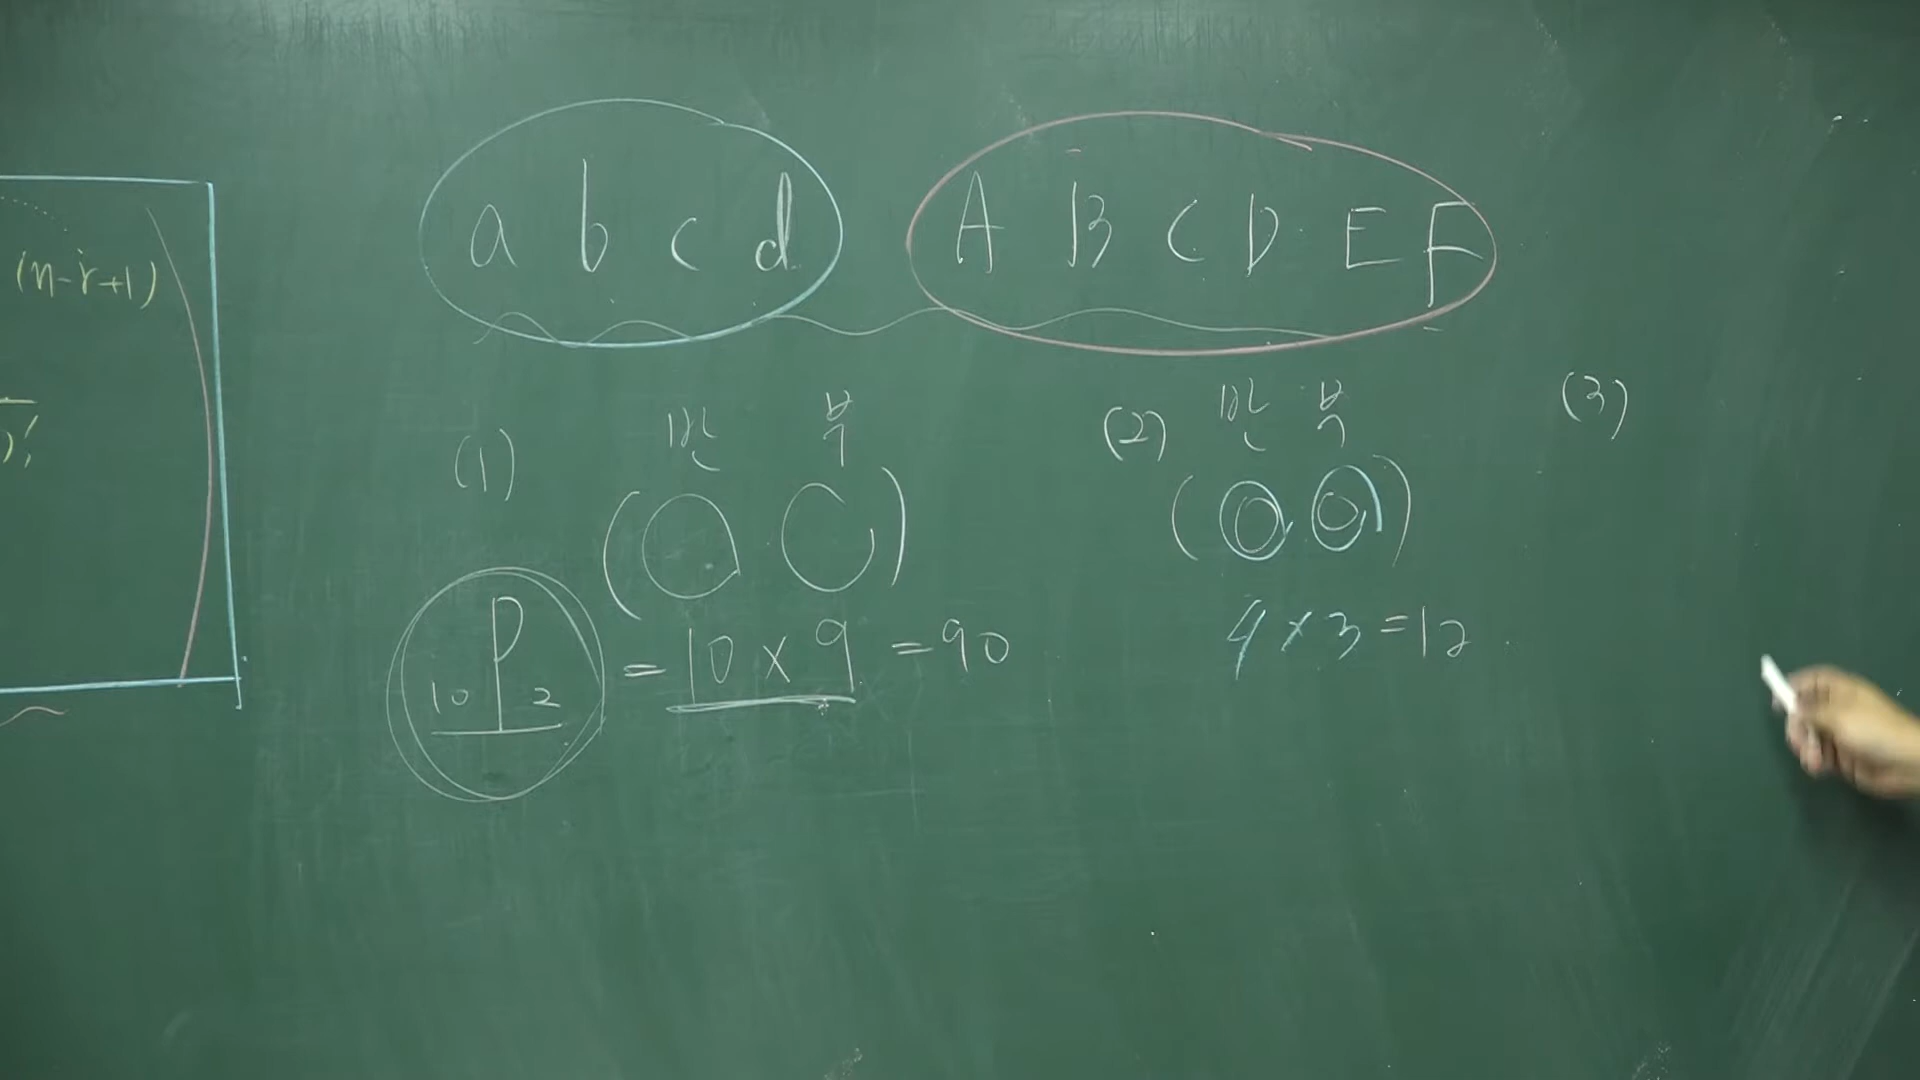 a b c d A B C D E F
(n-r+1)
)!
(1) 반 부 (2) 반 부 (3)
( ○ ○ ) ( ◎ ◎ )
₁₀P₂ = 10 × 9 = 90 4 × 3 = 12